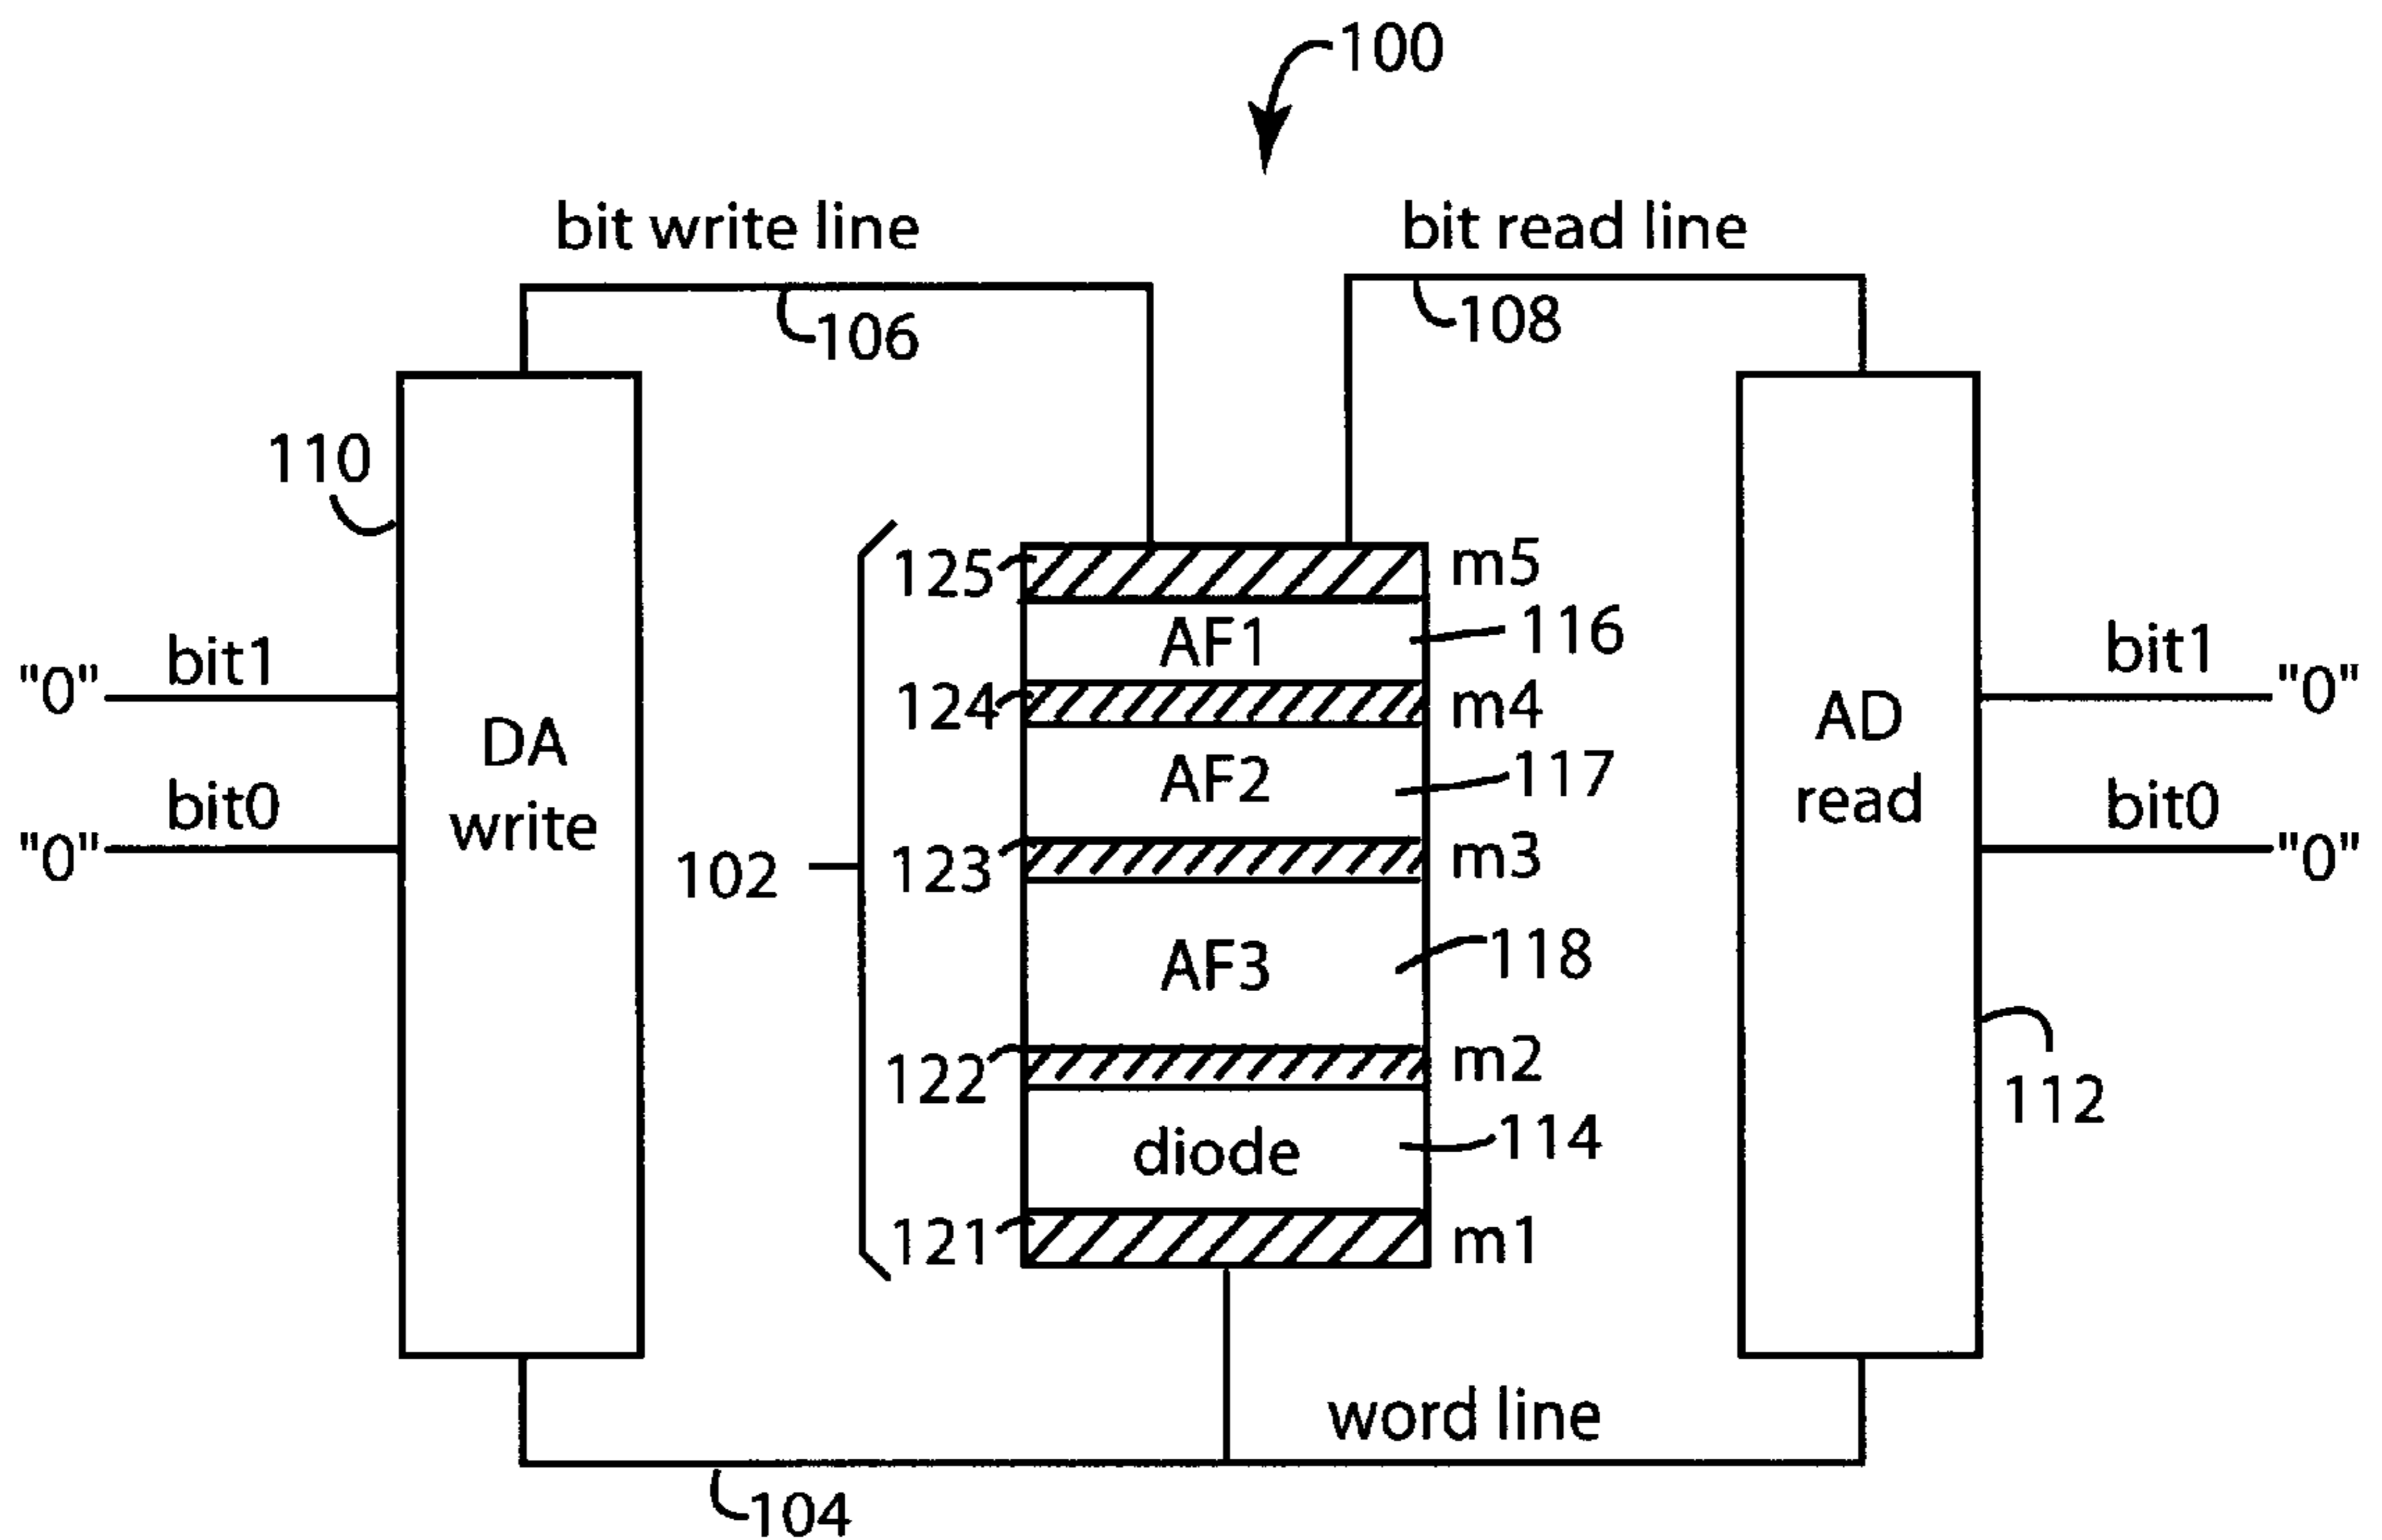 100
bit write line
bit read line
106
108
110
125
m5
AF1
116
"0"
bit1
124
m4
bit1
"0"
DA
write
AF2
117
AD
read
"0"
bit0
102
123
m3
bit0
"0"
AF3
118
122
m2
112
diode
114
121
m1
word line
104